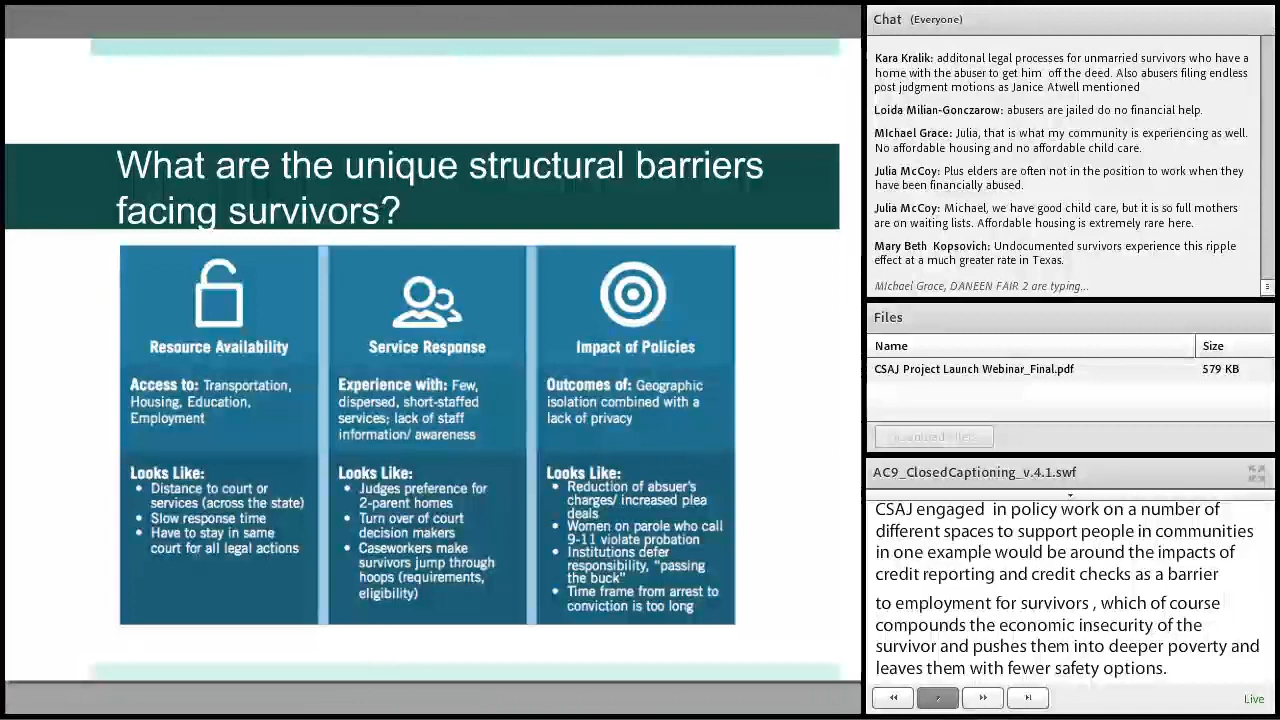 What are the unique structural barriers
facing survivors?
Resource Availability
Access to: Transportation,
Housing, Education,
Employment
Looks Like:
• Distance to court or
services (across the state)
• Slow response time
• Have to stay in same
court for all legal actions
Service Response
Experience with: Few,
dispersed, short-staffed
services; lack of staff
information/ awareness
Looks Like:
• Judges preference for
2-parent homes
• Turn over of court
decision makers
• Caseworkers make
survivors jump through
hoops (requirements,
eligibility)
Impact of Policies
Outcomes of: Geographic
isolation combined with a
lack of privacy
Looks Like:
• Reduction of absuer's
charges/ increased plea
deals
• Women on parole who call
9-11 violate probation
• Institutions defer
responsibility, "passing
the buck"
• Time frame from arrest to
conviction is too long
Chat (Everyone)
Kara Kralik: additonal legal processes for unmarried survivors who have a
home with the abuser to get him off the deed. Also abusers filing endless
post judgment motions as Janice Atwell mentioned
Loida Milian-Gonczarow: abusers are jailed do no financial help.
MIchael Grace: Julia, that is what my community is experiencing as well.
No affordable housing and no affordable child care.
Julia McCoy: Plus elders are often not in the position to work when they
have been financially abused.
Julia McCoy: Michael, we have good child care, but it is so full mothers
are on waiting lists. Affordable housing is extremely rare here.
Mary Beth Kopsovich: Undocumented survivors experience this ripple
effect at a much greater rate in Texas.
MIchael Grace, DANEEN FAIR 2 are typing...
Files
Name Size
CSAJ Project Launch Webinar_Final.pdf 579 KB
AC9_ClosedCaptioning_v.4.1.swf
CSAJ engaged in policy work on a number of
different spaces to support people in communities
in one example would be around the impacts of
credit reporting and credit checks as a barrier
to employment for survivors , which of course
compounds the economic insecurity of the
survivor and pushes them into deeper poverty and
leaves them with fewer safety options.
Live